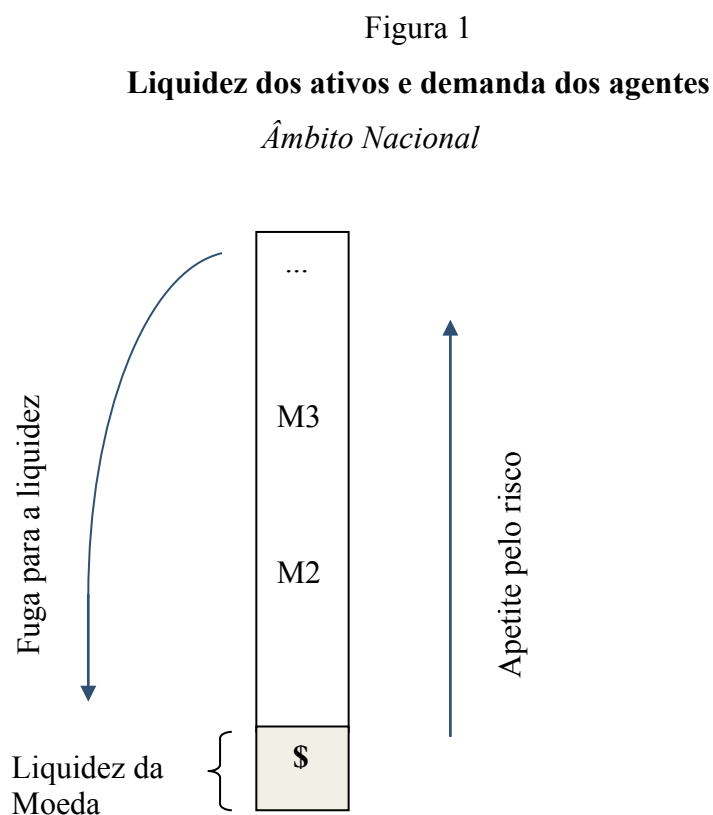 Figura 1
Liquidez dos ativos e demanda dos agentes
Âmbito Nacional
...
M3
M2
$
Fuga para a liquidez
Apetite pelo risco
Liquidez da
Moeda